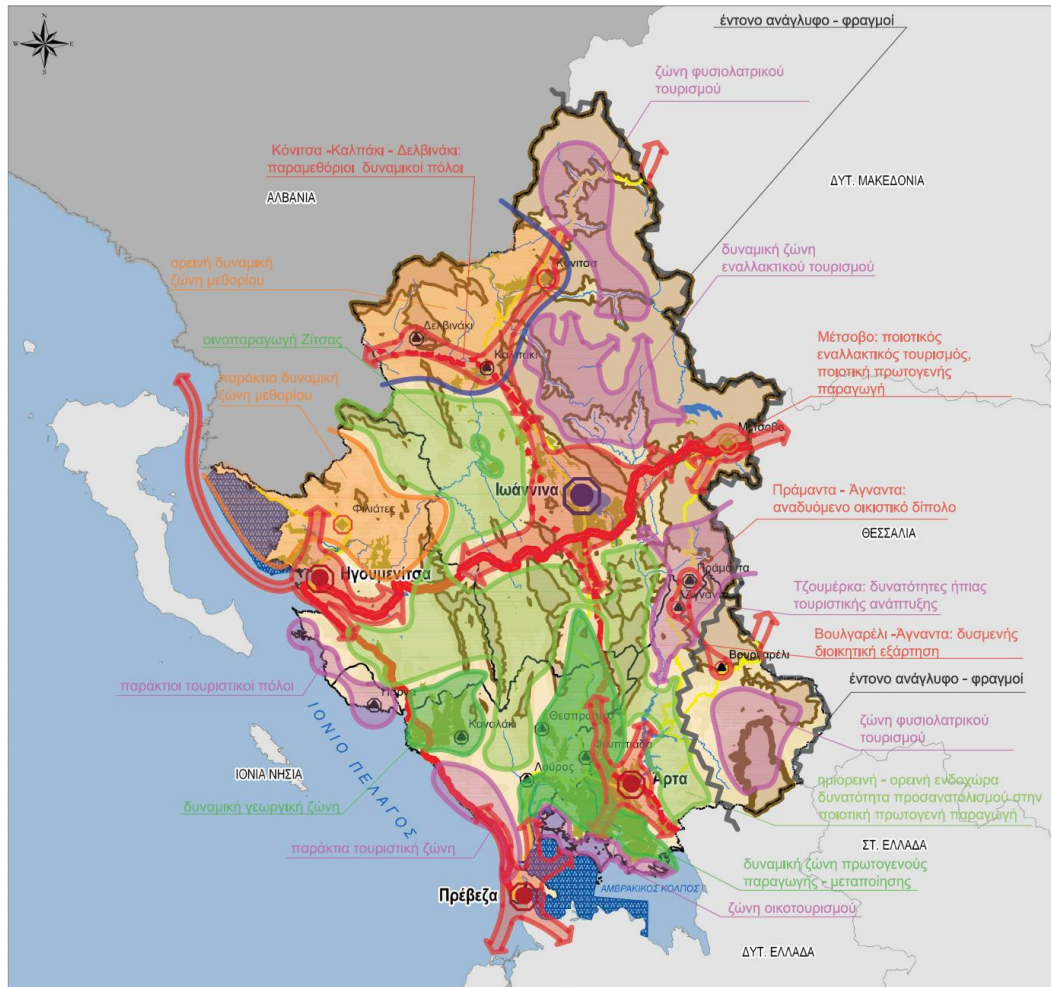 έντονο ανάγλυφο - φραγμοί
N
W
E
S
ζώνη φυσιολατρικού
τουρισμού
Κόνιτσα -Καλπάκι - Δελβινάκι:
παραμεθόριοι δυναμικοί πόλοι
ΑΛΒΑΝΙΑ
ΔΥΤ. ΜΑΚΕΔΟΝΙΑ
δυναμική ζώνη
εναλλακτικού τουρισμού
ορεινή δυναμική
ζώνη μεθορίου
Κόνιτσα
Δελβινάκι
οινοπαραγωγή Ζίτσας
Καλπάκι
Μέτσοβο: ποιοτικός
εναλλακτικός τουρισμός,
ποιοτική πρωτογενής
παραγωγή
παράκτια δυναμική
ζώνη μεθορίου
Μέτσοβο
Ιωάννινα
Πράμαντα - Άγναντα:
αναδυόμενο οικιστικό δίπολο
Φιλιάτες
ΘΕΣΣΑΛΙΑ
Ηγουμενίτσα
Πράμαντα
Άγναντα
Τζουμέρκα: δυνατότητες ήπιας
τουριστικής ανάπτυξης
Βουλγαρέλι -Άγναντα: δυσμενής
διοικητική εξάρτηση
Βουργαρέλι
έντονο ανάγλυφο - φραγμοί
παράκτιοι τουριστικοί πόλοι
Πάργα
ζώνη φυσιολατρικού
τουρισμού
Καναλάκι
Θεσπρωτικό
Φιλιππιάδα
ΙΟΝΙΟ ΠΕΛΑΓΟΣ
ΙΟΝΙΑ ΝΗΣΙΑ
Λούρος
Άρτα
ημιορεινή - ορεινή ενδοχώρα
δυνατότητα προσανατολισμού στην
ποιοτική πρωτογενή παραγωγή
δυναμική γεωργική ζώνη
ΣΤ. ΕΛΛΑΔΑ
παράκτια τουριστική ζώνη
δυναμική ζώνη πρωτογενούς
παραγωγής - μεταποίησης
Πρέβεζα
ΑΜΒΡΑΚΙΚΟΣ ΚΟΛΠΟΣ
ζώνη οικοτουρισμού
ΔΥΤ. ΕΛΛΑΔΑ